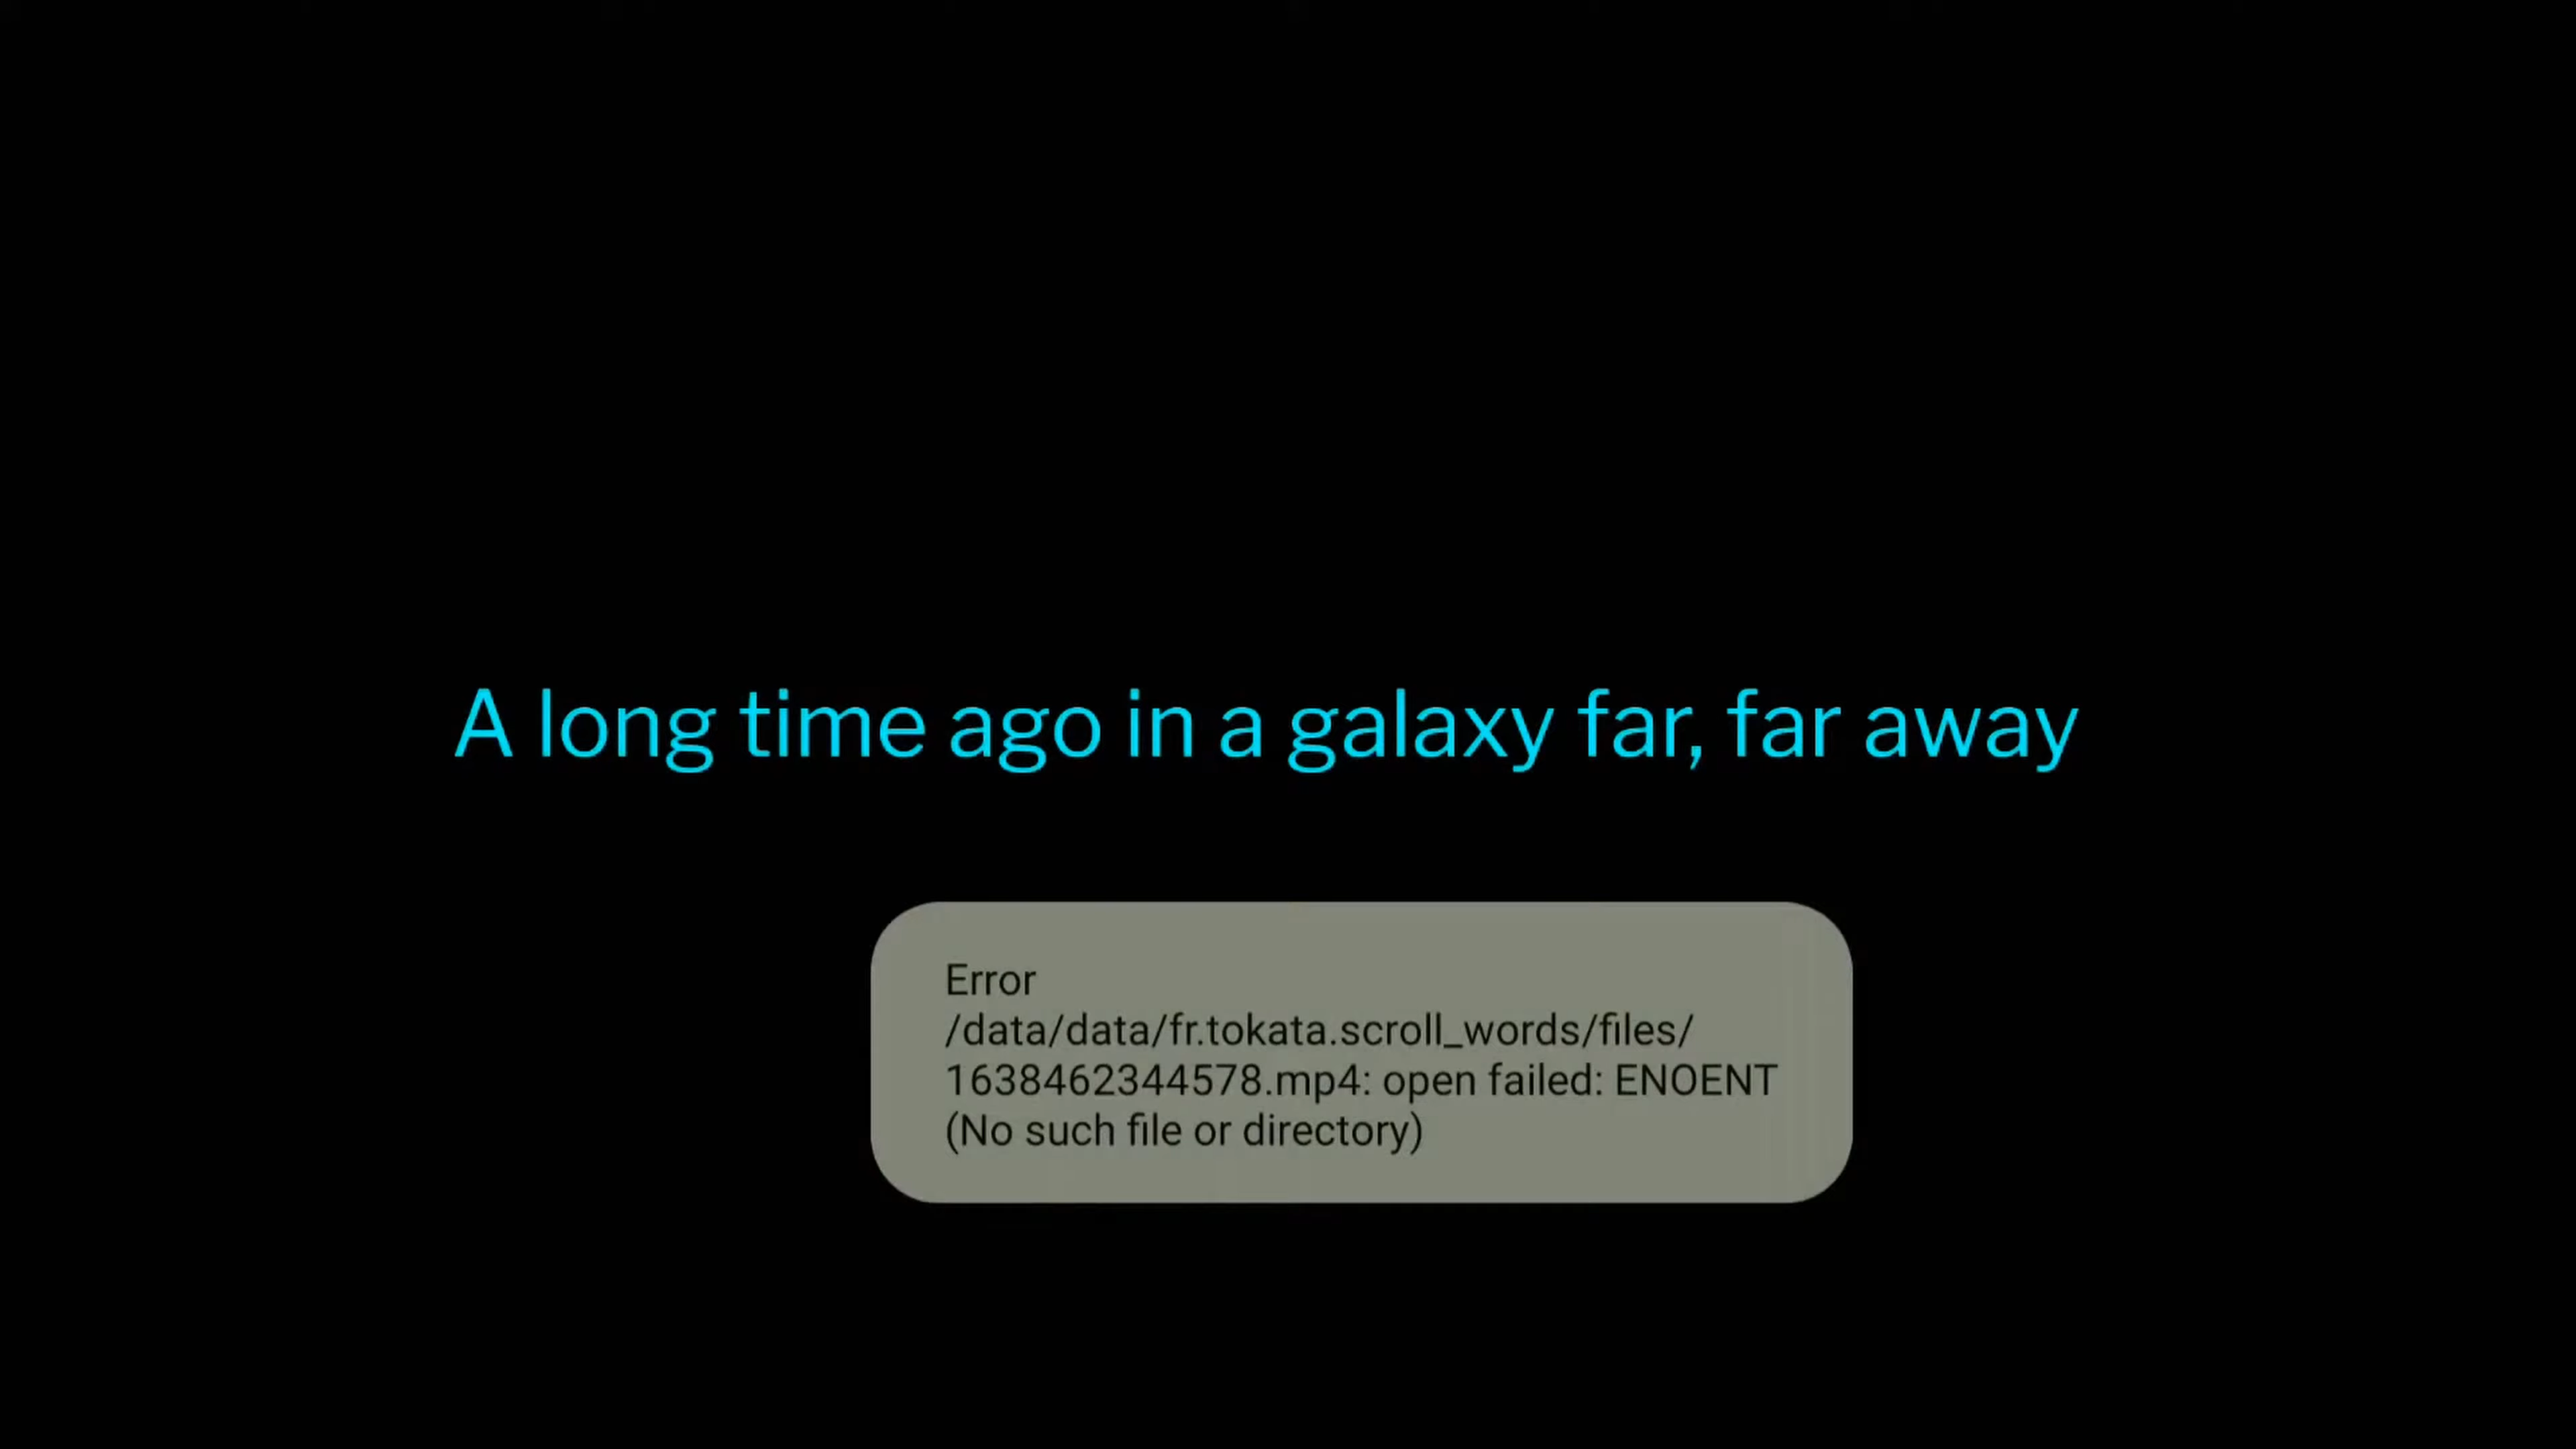 A long time ago in a galaxy far, far away
Error
/data/data/fr.tokata.scroll_words/files/
1638462344578.mp4: open failed: ENOENT
(No such file or directory)